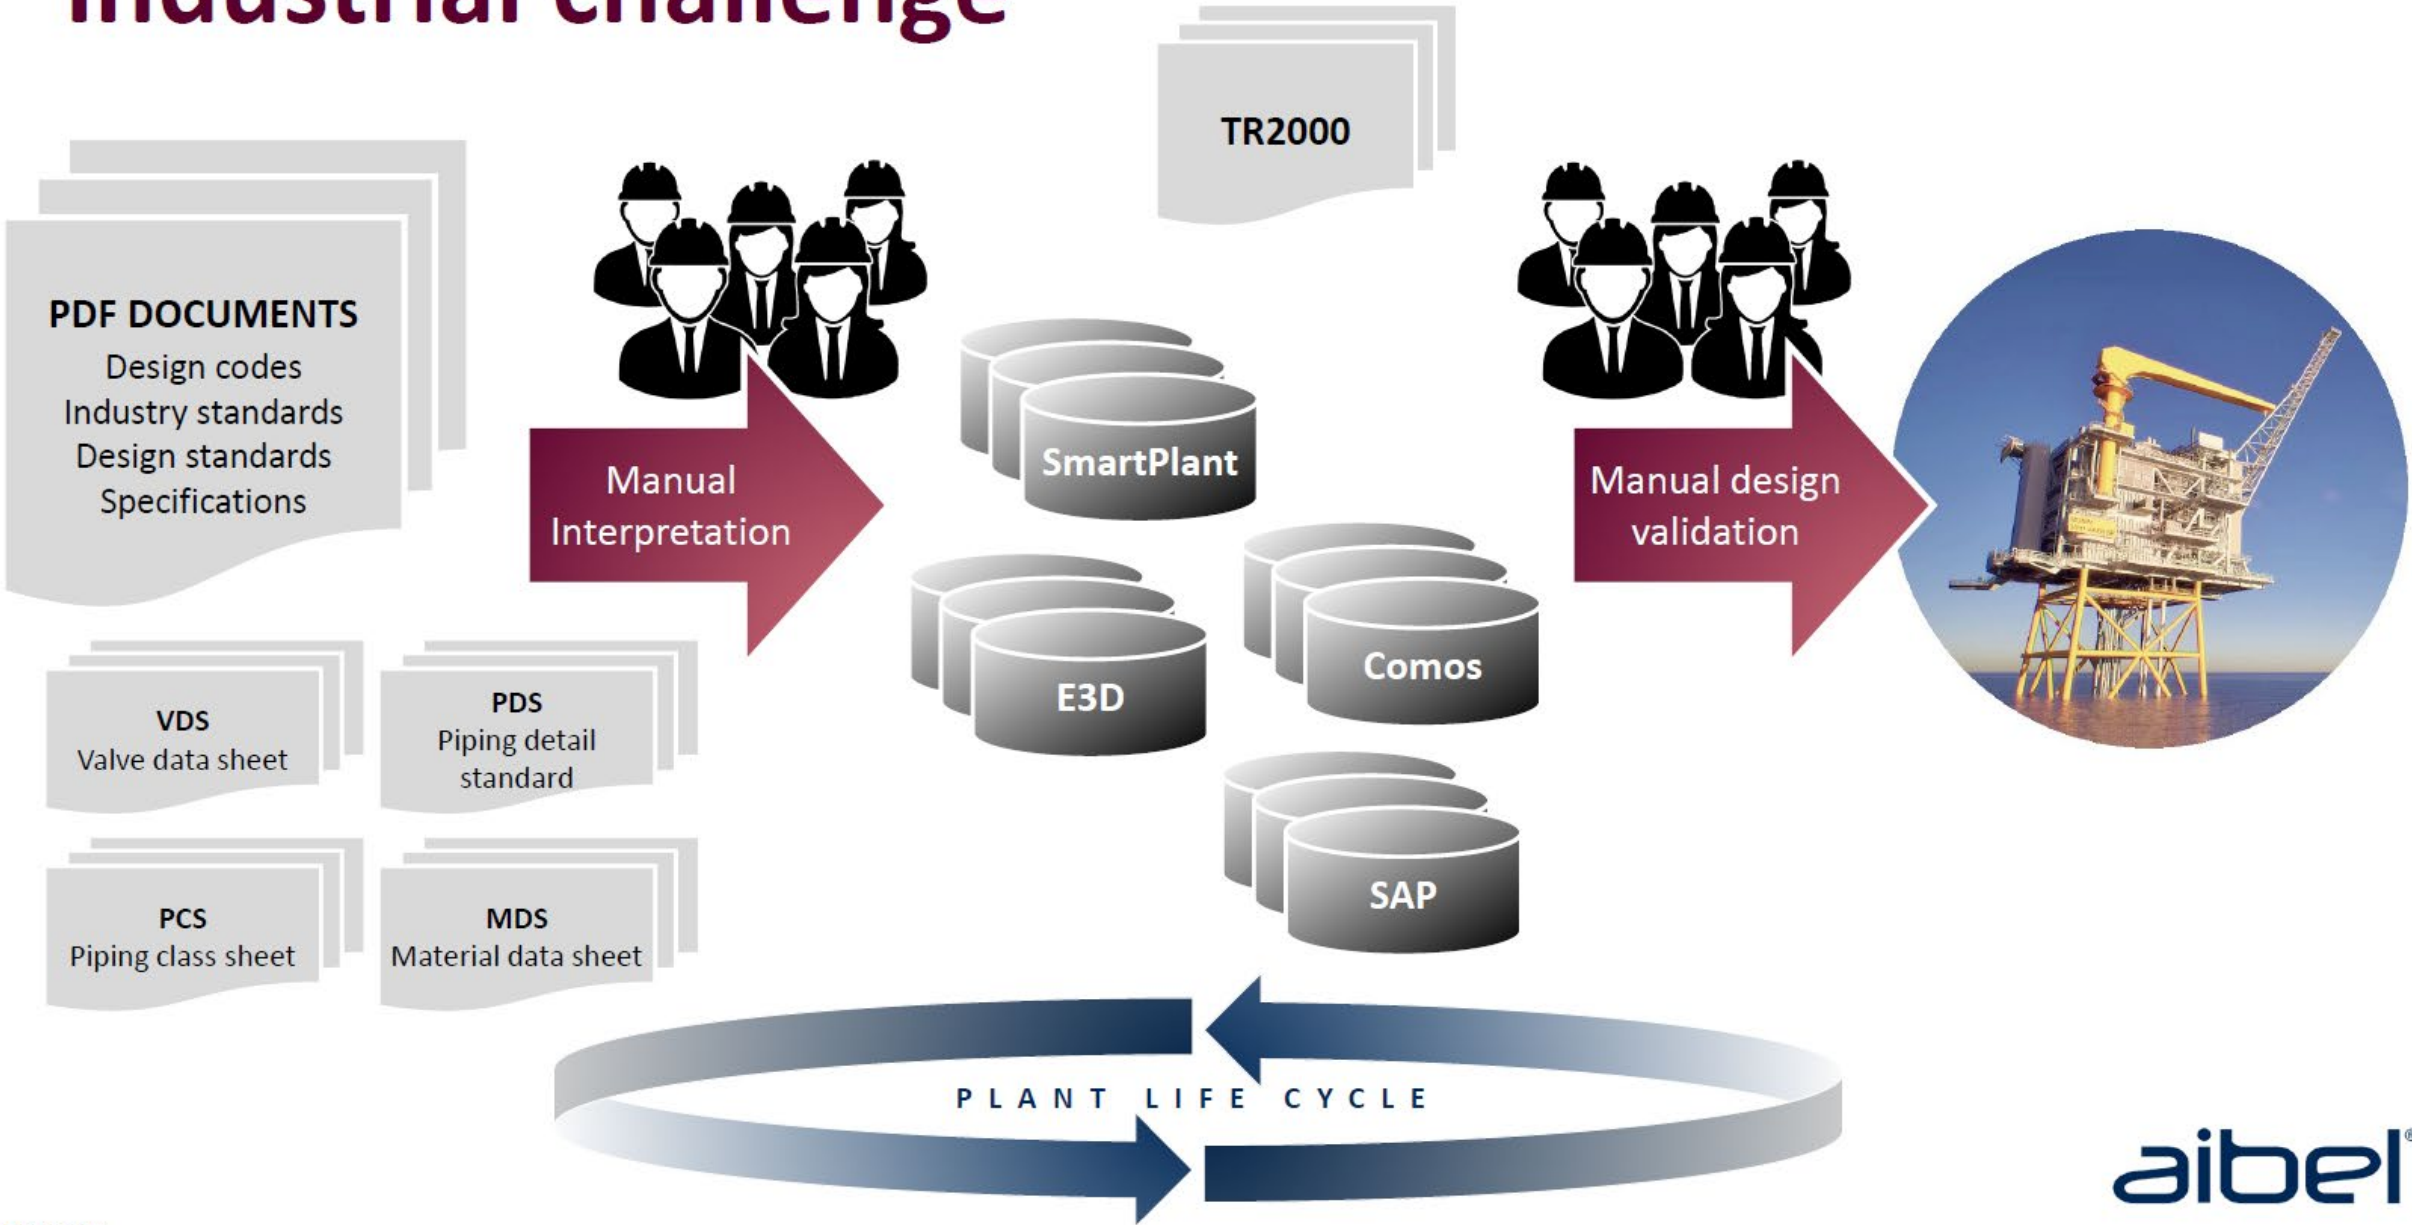 Industrial challenge
TR2000
PDF DOCUMENTS
Design codes
Industry standards
Design standards
Specifications
Manual
Interpretation
SmartPlant
E3D
Comos
SAP
Manual design
validation
VDS
Valve data sheet
PDS
Piping detail
standard
PCS
Piping class sheet
MDS
Material data sheet
PLANT LIFE CYCLE
aibel®